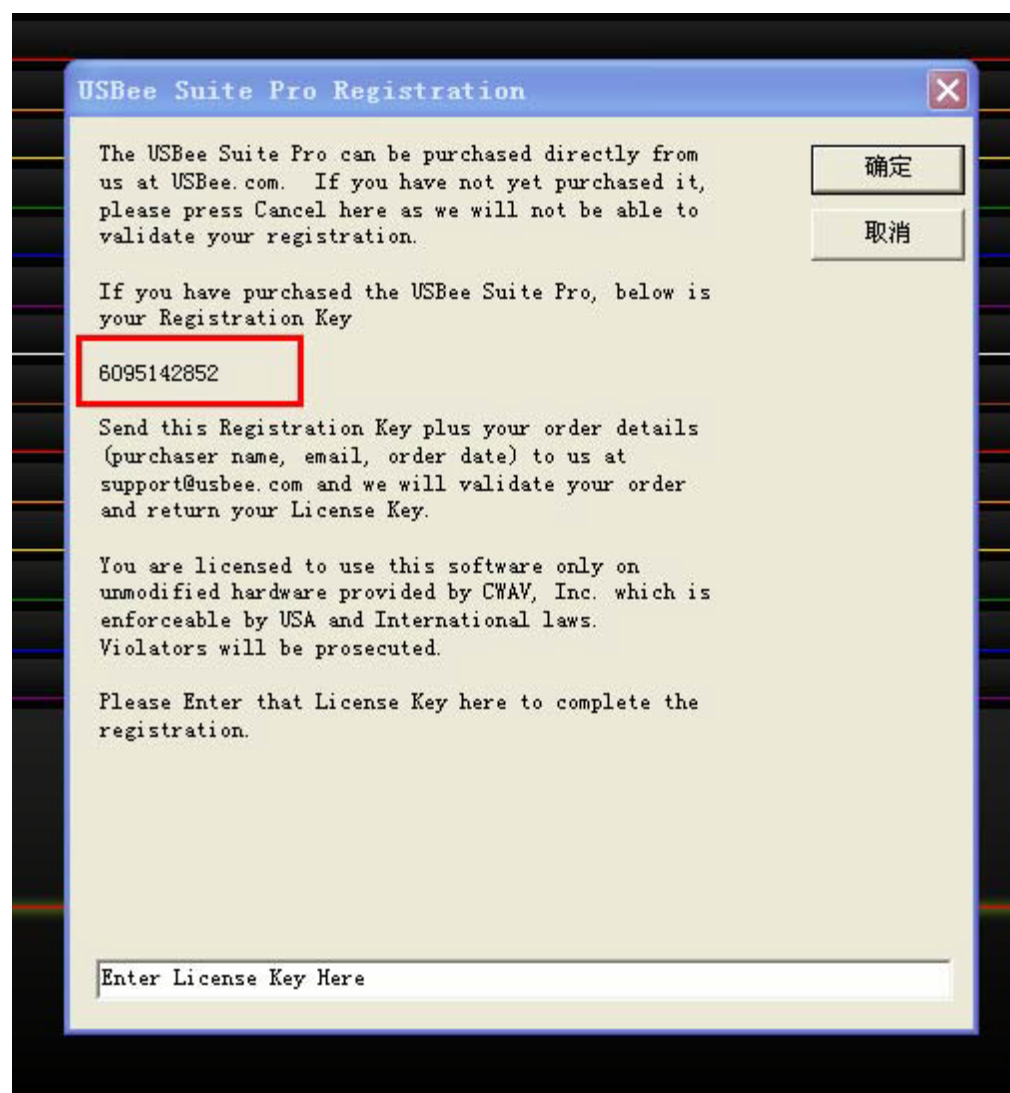 USBee Suite Pro Registration
The USBee Suite Pro can be purchased directly from
us at USBee.com.  If you have not yet purchased it,
please press Cancel here as we will not be able to
validate your registration.
确定
取消
If you have purchased the USBee Suite Pro, below is
your Registration Key
6095142852
Send this Registration Key plus your order details
(purchaser name, email, order date) to us at
support@usbee.com and we will validate your order
and return your License Key.
You are licensed to use this software only on
unmodified hardware provided by CWAV, Inc. which is
enforceable by USA and International laws.
Violators will be prosecuted.
Please Enter that License Key here to complete the
registration.
Enter License Key Here